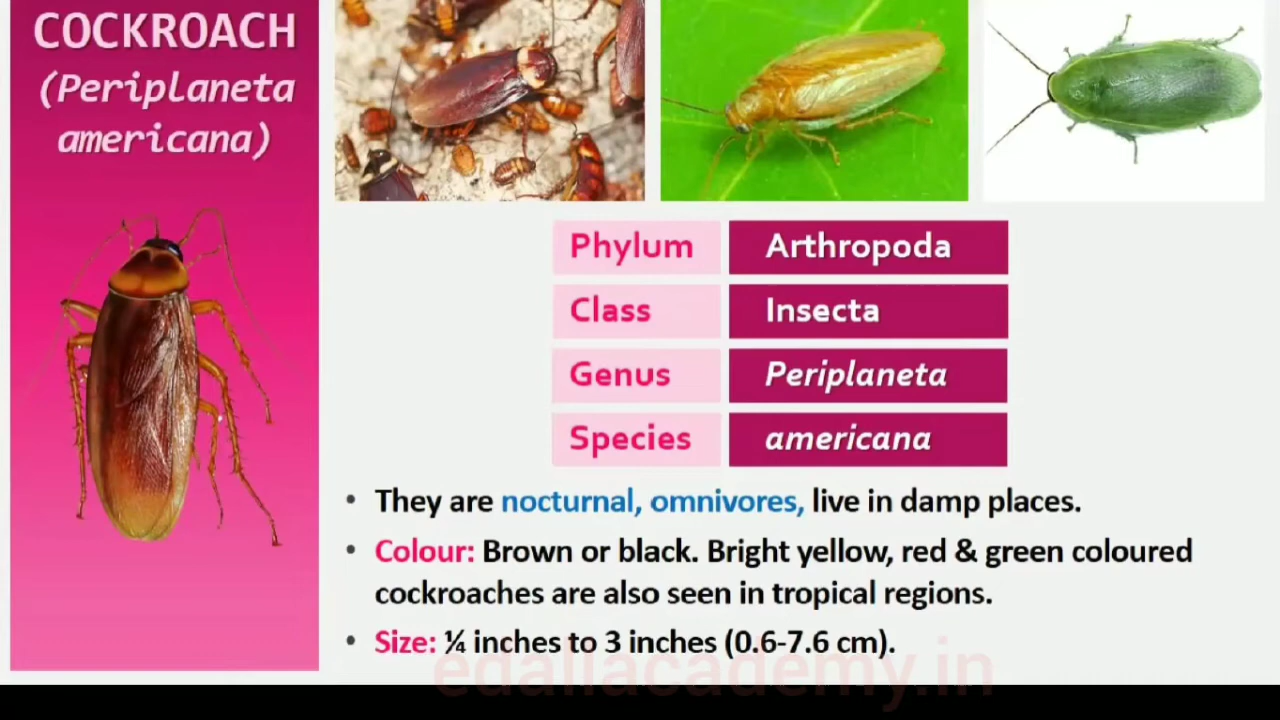 COCKROACH
(Periplaneta
americana)
Phylum Arthropoda
Class Insecta
Genus Periplaneta
Species americana
• They are nocturnal, omnivores, live in damp places.
• Colour: Brown or black. Bright yellow, red & green coloured
cockroaches are also seen in tropical regions.
• Size: ¼ inches to 3 inches (0.6-7.6 cm).
edaliacademy.in